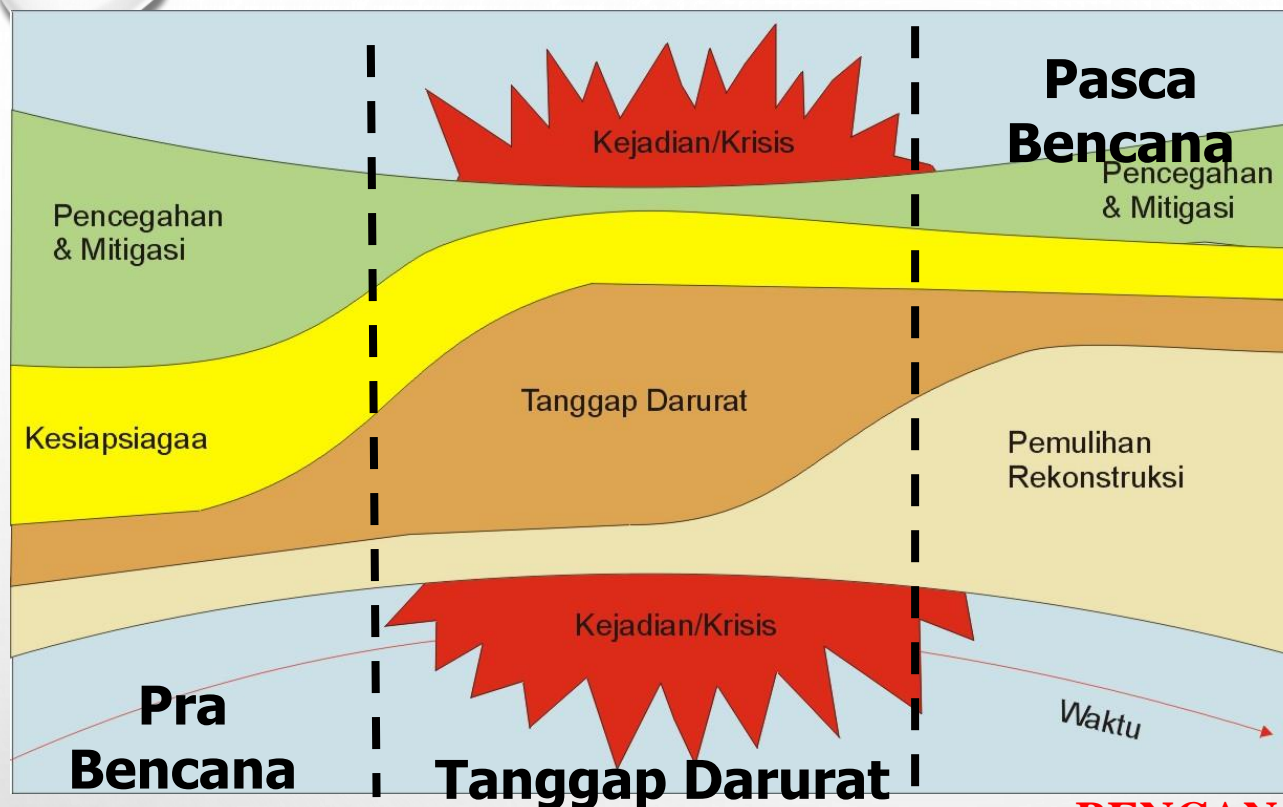 Kejadian/Krisis
Pasca
Bencana
Pencegahan
& Mitigasi
Pencegahan
& Mitigasi
Kesiapsiagaa
Tanggap Darurat
Pemulihan
Rekonstruksi
Kejadian/Krisis
Waktu
Pra
Bencana
Tanggap Darurat